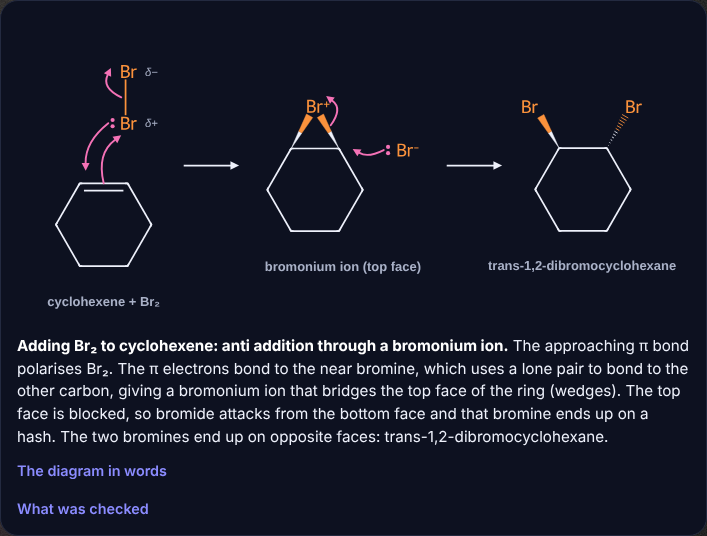 Br δ−
Br δ+
Br⁺
Br⁻
Br
Br
bromonium ion (top face)
trans-1,2-dibromocyclohexane
cyclohexene + Br₂
Adding Br₂ to cyclohexene: anti addition through a bromonium ion. The approaching π bond
polarises Br₂. The π electrons bond to the near bromine, which uses a lone pair to bond to the
other carbon, giving a bromonium ion that bridges the top face of the ring (wedges). The top
face is blocked, so bromide attacks from the bottom face and that bromine ends up on a
hash. The two bromines end up on opposite faces: trans-1,2-dibromocyclohexane.
The diagram in words
What was checked